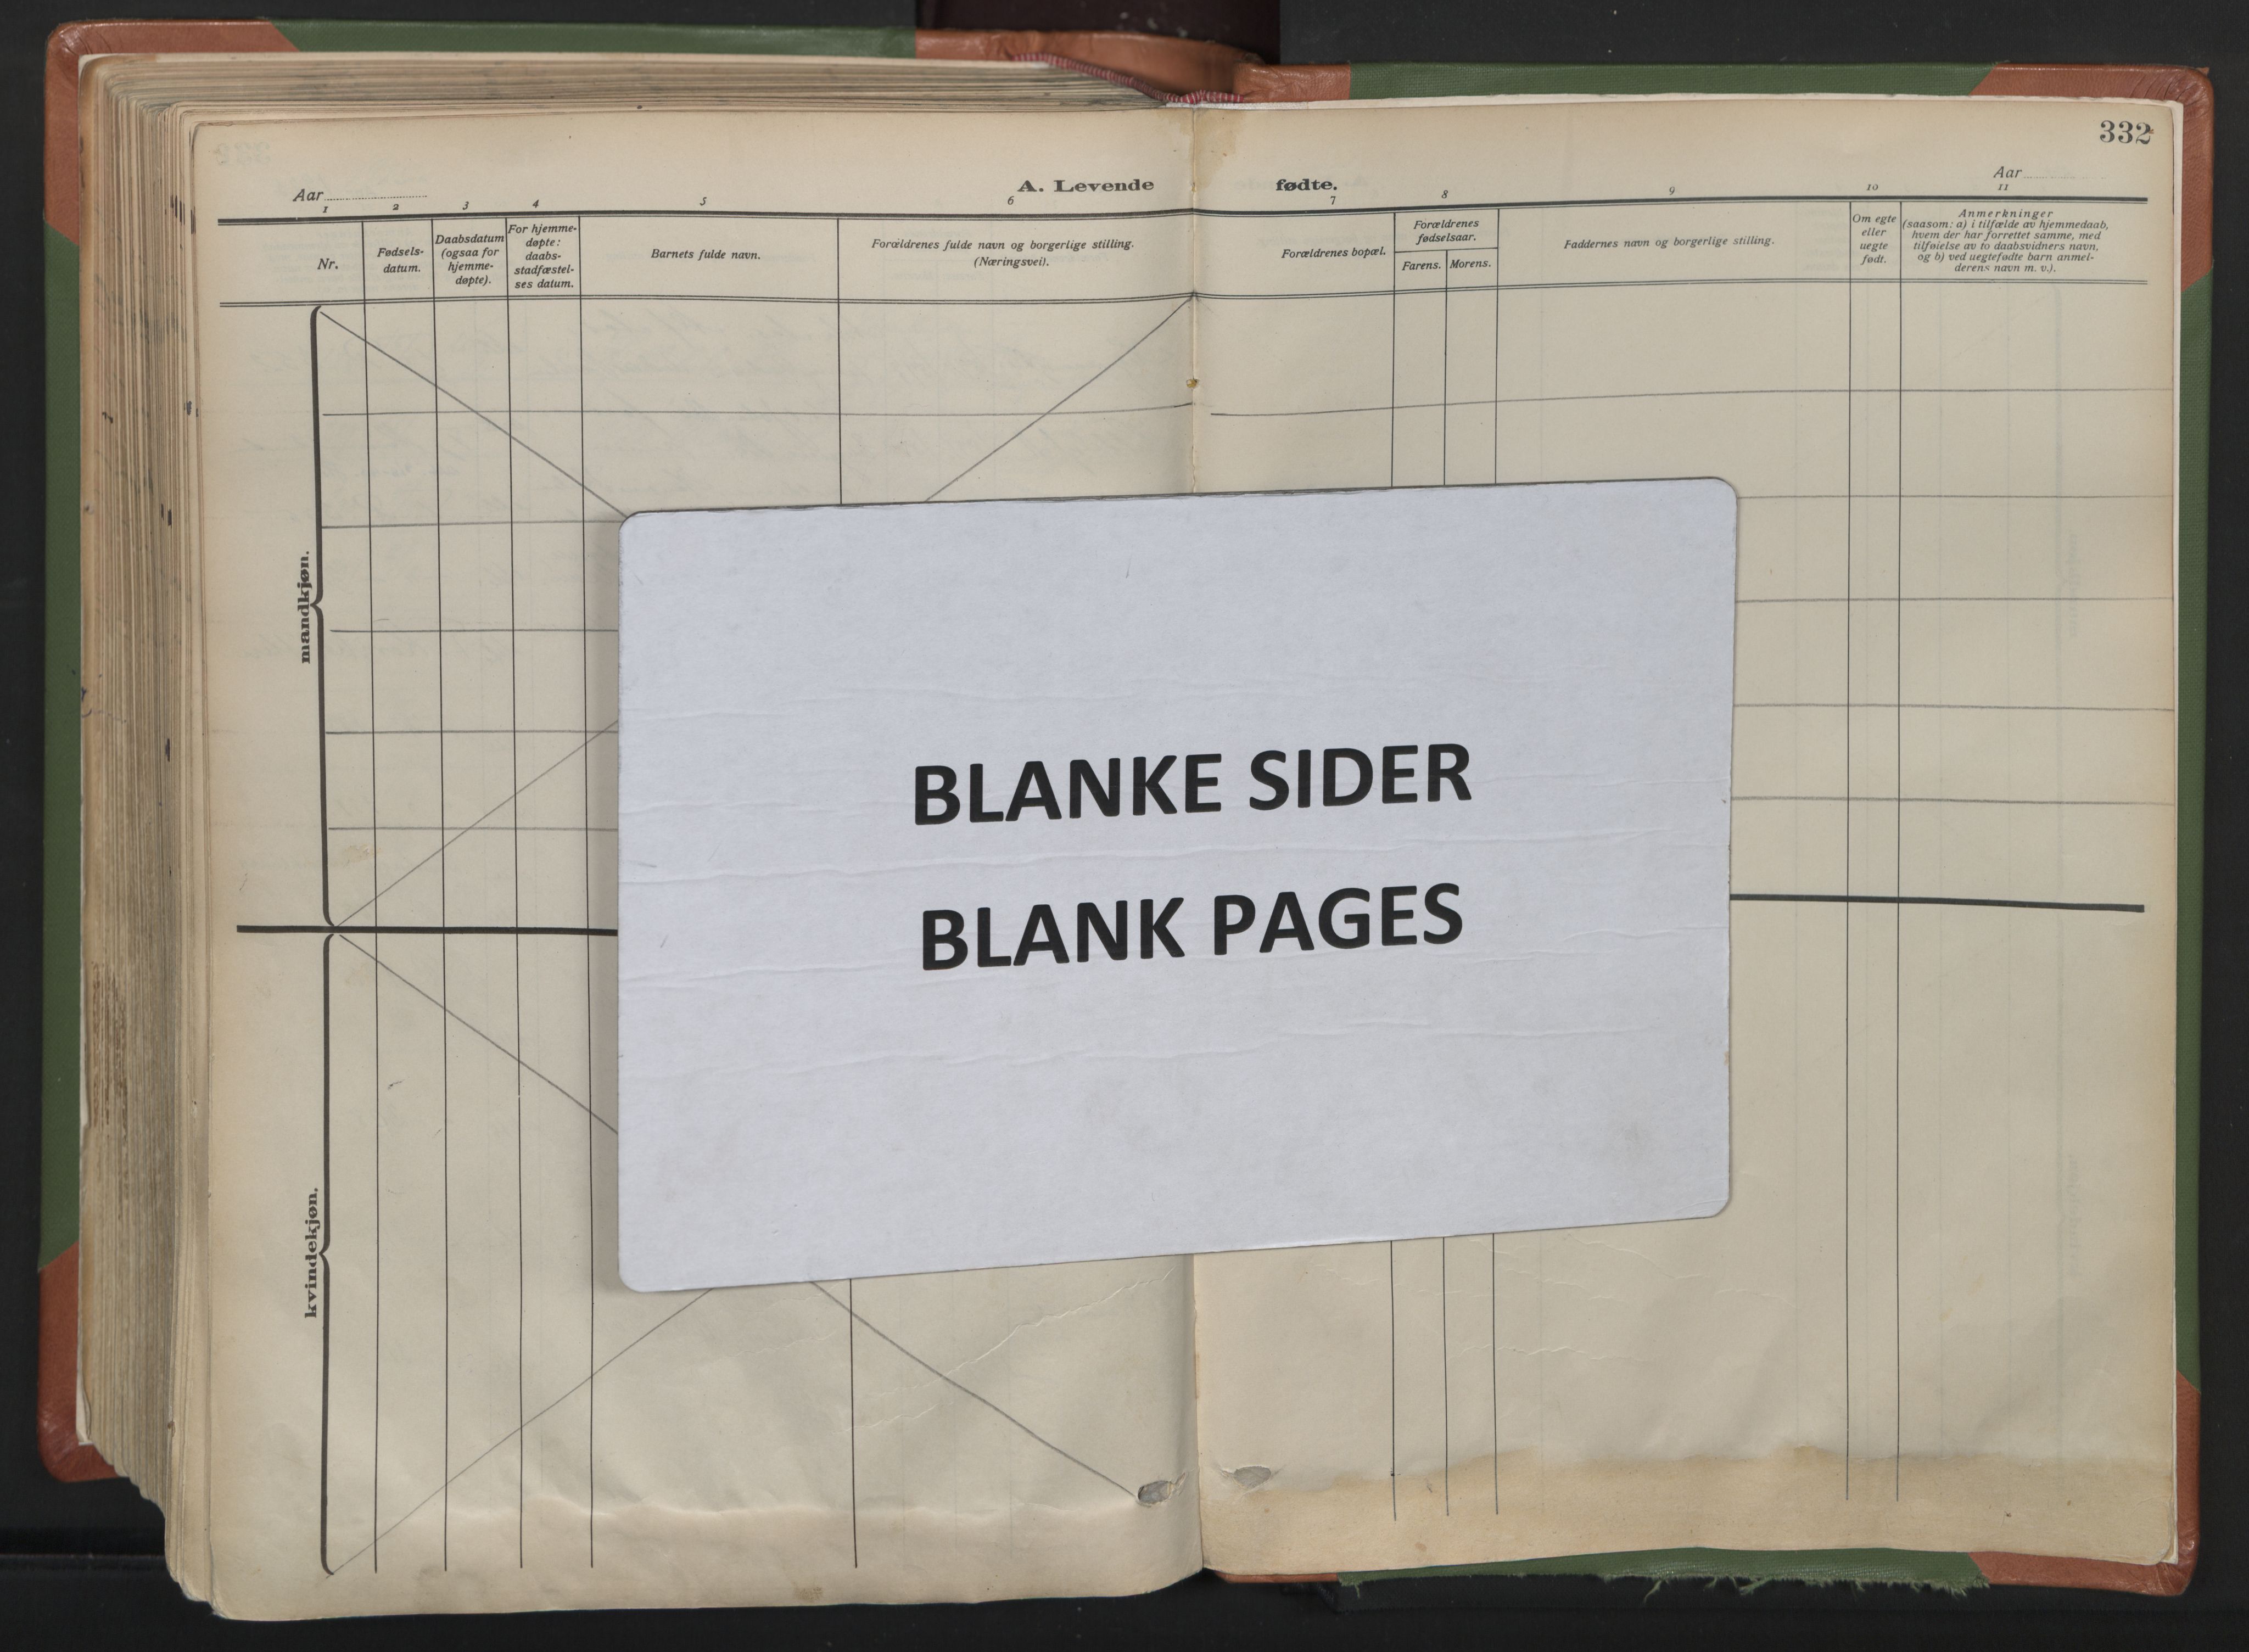 332
Aar
A. Levende fødte.
Aar
1 2 3 4 5 6 7 8 9 10 11
Nr.
Fødsels-
datum.
Daabsdatum
(ogsaa for
hjemme-
døpte).
For hjemme-
døpte:
daabs-
stadfæstel-
ses datum.
Barnets fulde navn.
Forældrenes fulde navn og borgerlige stilling.
(Næringsvei).
Forældrenes bopæl.
Forældrenes
fødselsaar.
Farens. Morens.
Faddernes navn og borgerlige stilling.
Om egte
eller
uegte
født.
Anmerkninger
(saasom: a) i tilfælde av hjemmedaab,
hvem der har forrettet samme, med
tilføielse av to daabsvidners navn,
og b) ved uegtefødte barn anmel-
derens navn m. v.).
mandkjøn.
BLANKE SIDER
BLANK PAGES
kvindekjøn.